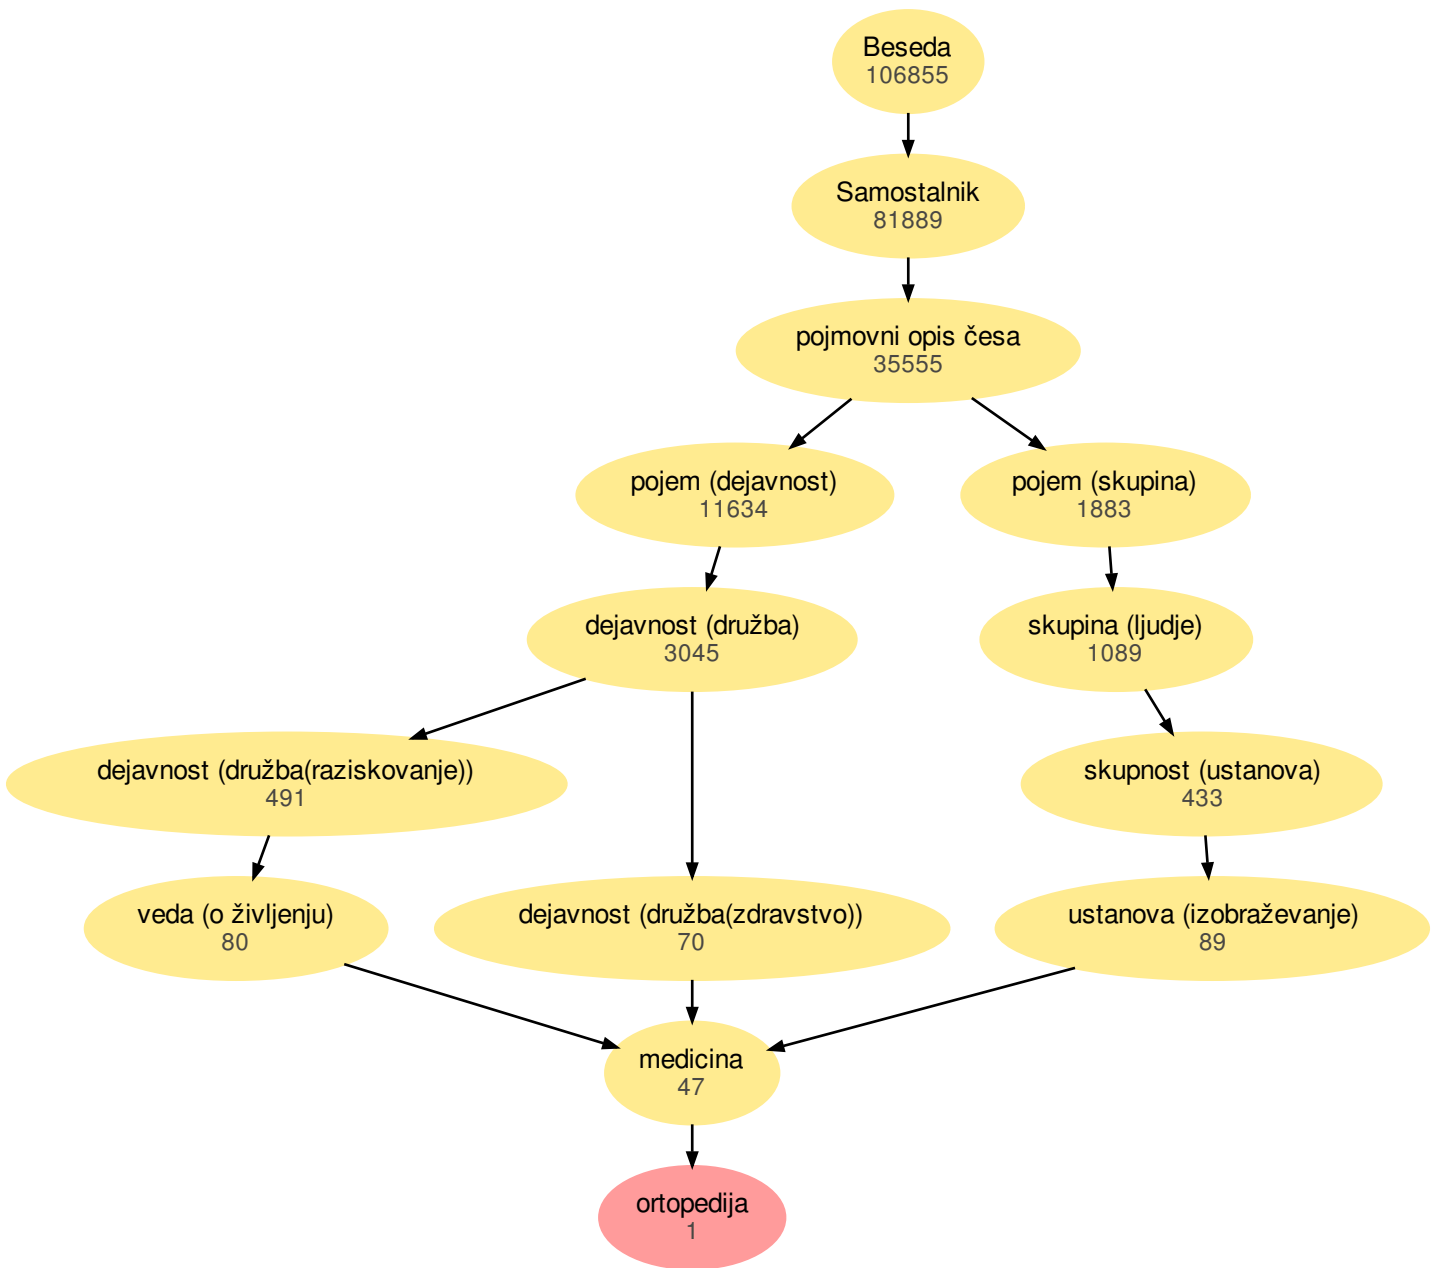 Beseda
106855
Samostalnik
81889
pojmovni opis česa
35555
pojem (dejavnost)
11634
pojem (skupina)
1883
dejavnost (družba)
3045
skupina (ljudje)
1089
dejavnost (družba(raziskovanje))
491
skupnost (ustanova)
433
veda (o življenju)
80
dejavnost (družba(zdravstvo))
70
ustanova (izobraževanje)
89
medicina
47
ortopedija
1